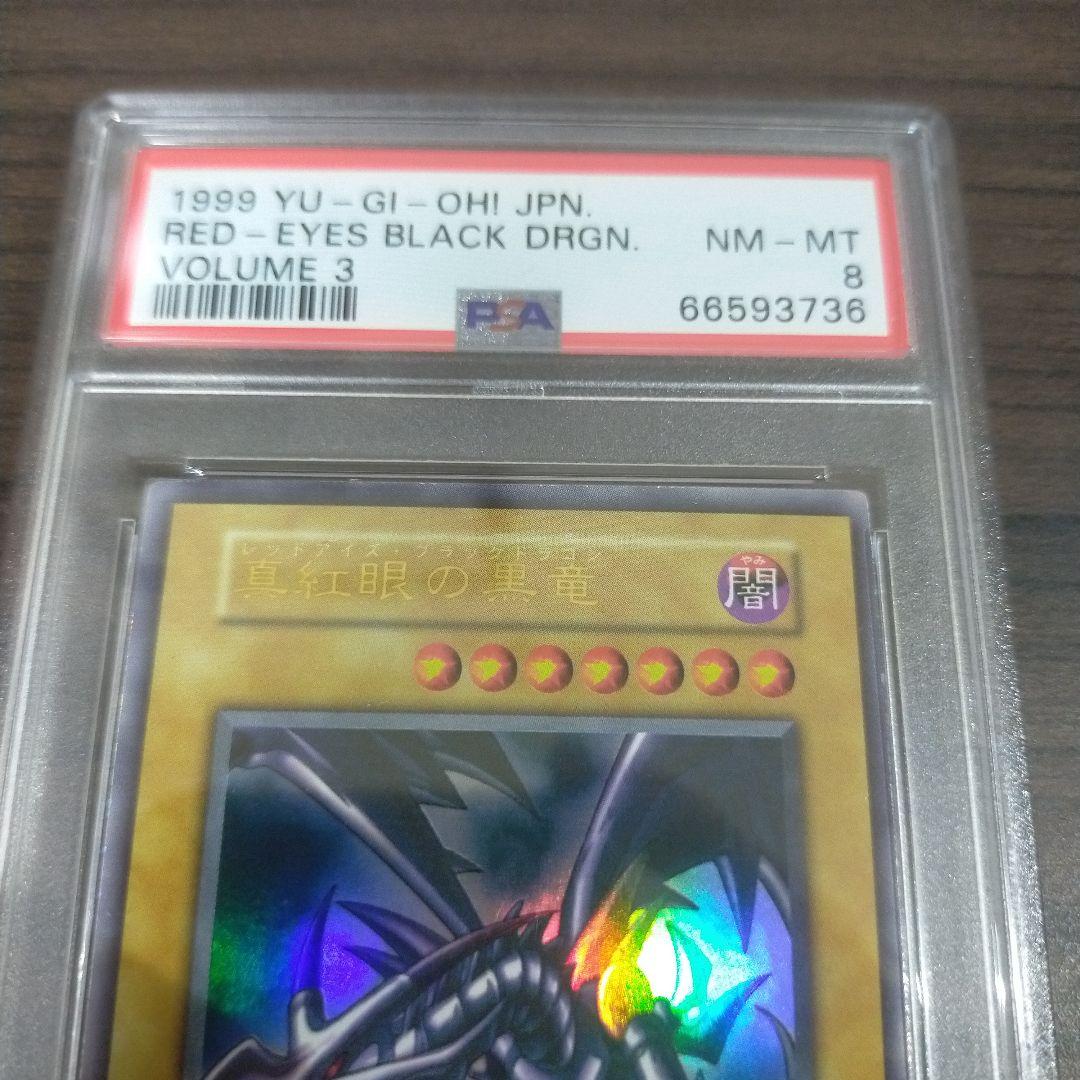 1999 YU-GI-OH! JPN.
RED-EYES BLACK DRGN. NM-MT
VOLUME 3 8
66593736
PSA
レッドアイズ・ブラックドラゴン
真紅眼の黒竜
やみ
闇